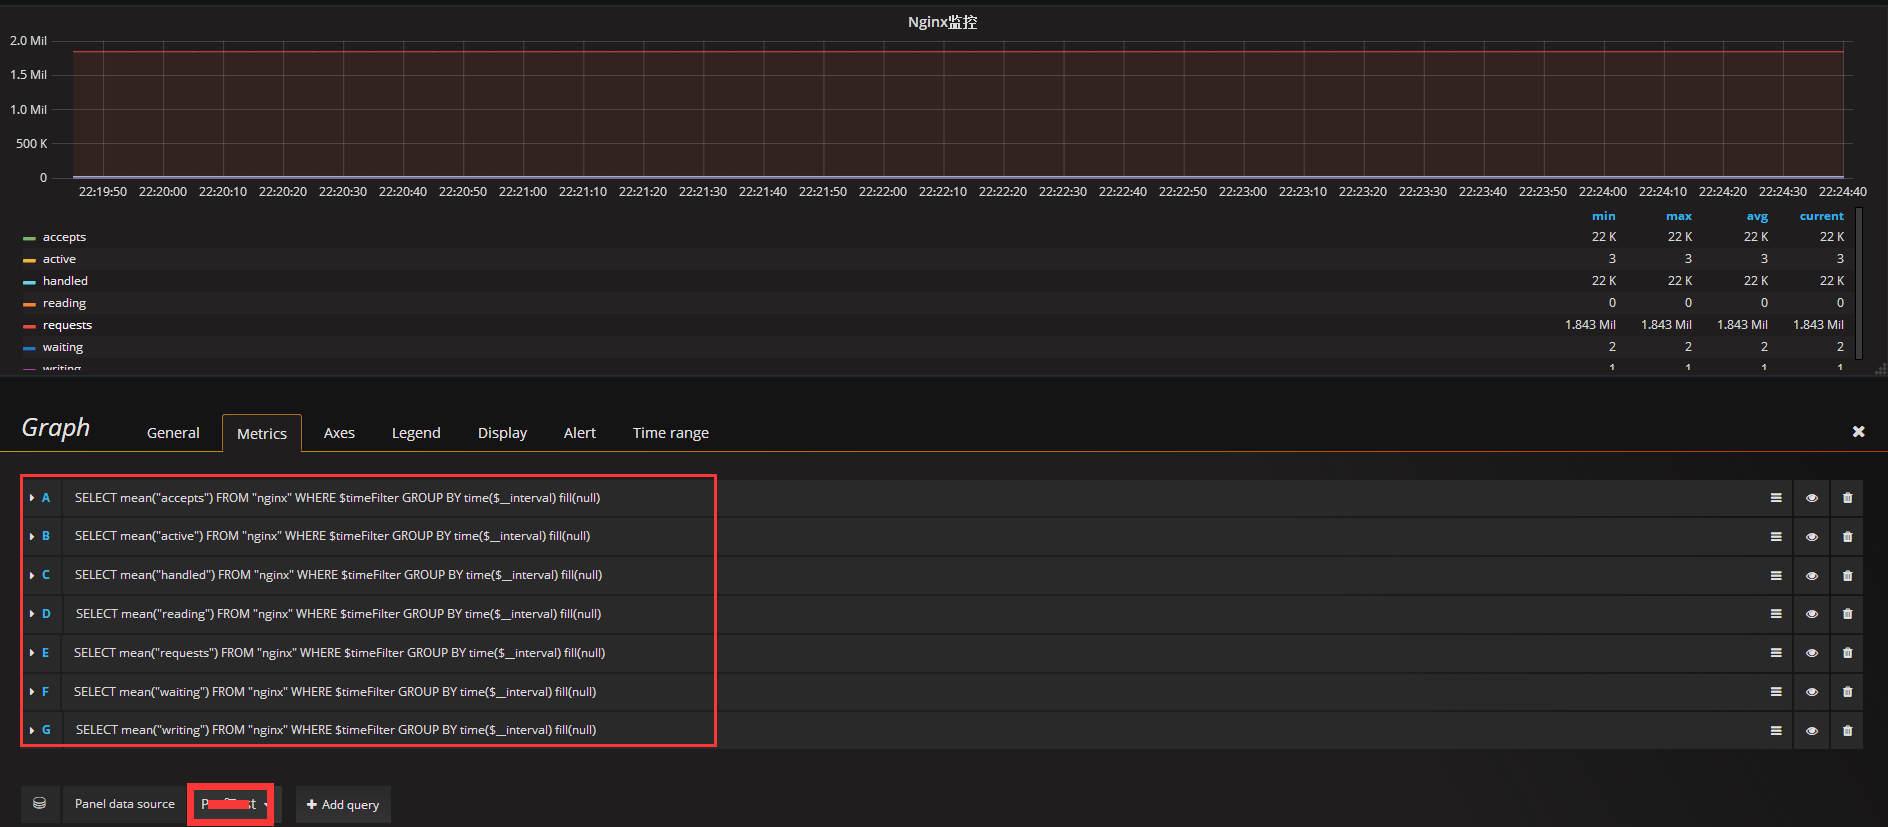 Nginx监控
2.0 Mil
1.5 Mil
1.0 Mil
500 K
0
22:19:50 22:20:00 22:20:10 22:20:20 22:20:30 22:20:40 22:20:50 22:21:00 22:21:10 22:21:20 22:21:30 22:21:40 22:21:50 22:22:00 22:22:10 22:22:20 22:22:30 22:22:40 22:22:50 22:23:00 22:23:10 22:23:20 22:23:30 22:23:40 22:23:50 22:24:00 22:24:10 22:24:20 22:24:30 22:24:40
min max avg current
accepts 22 K 22 K 22 K 22 K
active 3 3 3 3
handled 22 K 22 K 22 K 22 K
reading 0 0 0 0
requests 1.843 Mil 1.843 Mil 1.843 Mil 1.843 Mil
waiting 2 2 2 2
writing 1 1 1 1
Graph General Metrics Axes Legend Display Alert Time range
A SELECT mean("accepts") FROM "nginx" WHERE $timeFilter GROUP BY time($__interval) fill(null)
B SELECT mean("active") FROM "nginx" WHERE $timeFilter GROUP BY time($__interval) fill(null)
C SELECT mean("handled") FROM "nginx" WHERE $timeFilter GROUP BY time($__interval) fill(null)
D SELECT mean("reading") FROM "nginx" WHERE $timeFilter GROUP BY time($__interval) fill(null)
E SELECT mean("requests") FROM "nginx" WHERE $timeFilter GROUP BY time($__interval) fill(null)
F SELECT mean("waiting") FROM "nginx" WHERE $timeFilter GROUP BY time($__interval) fill(null)
G SELECT mean("writing") FROM "nginx" WHERE $timeFilter GROUP BY time($__interval) fill(null)
Panel data source Add query